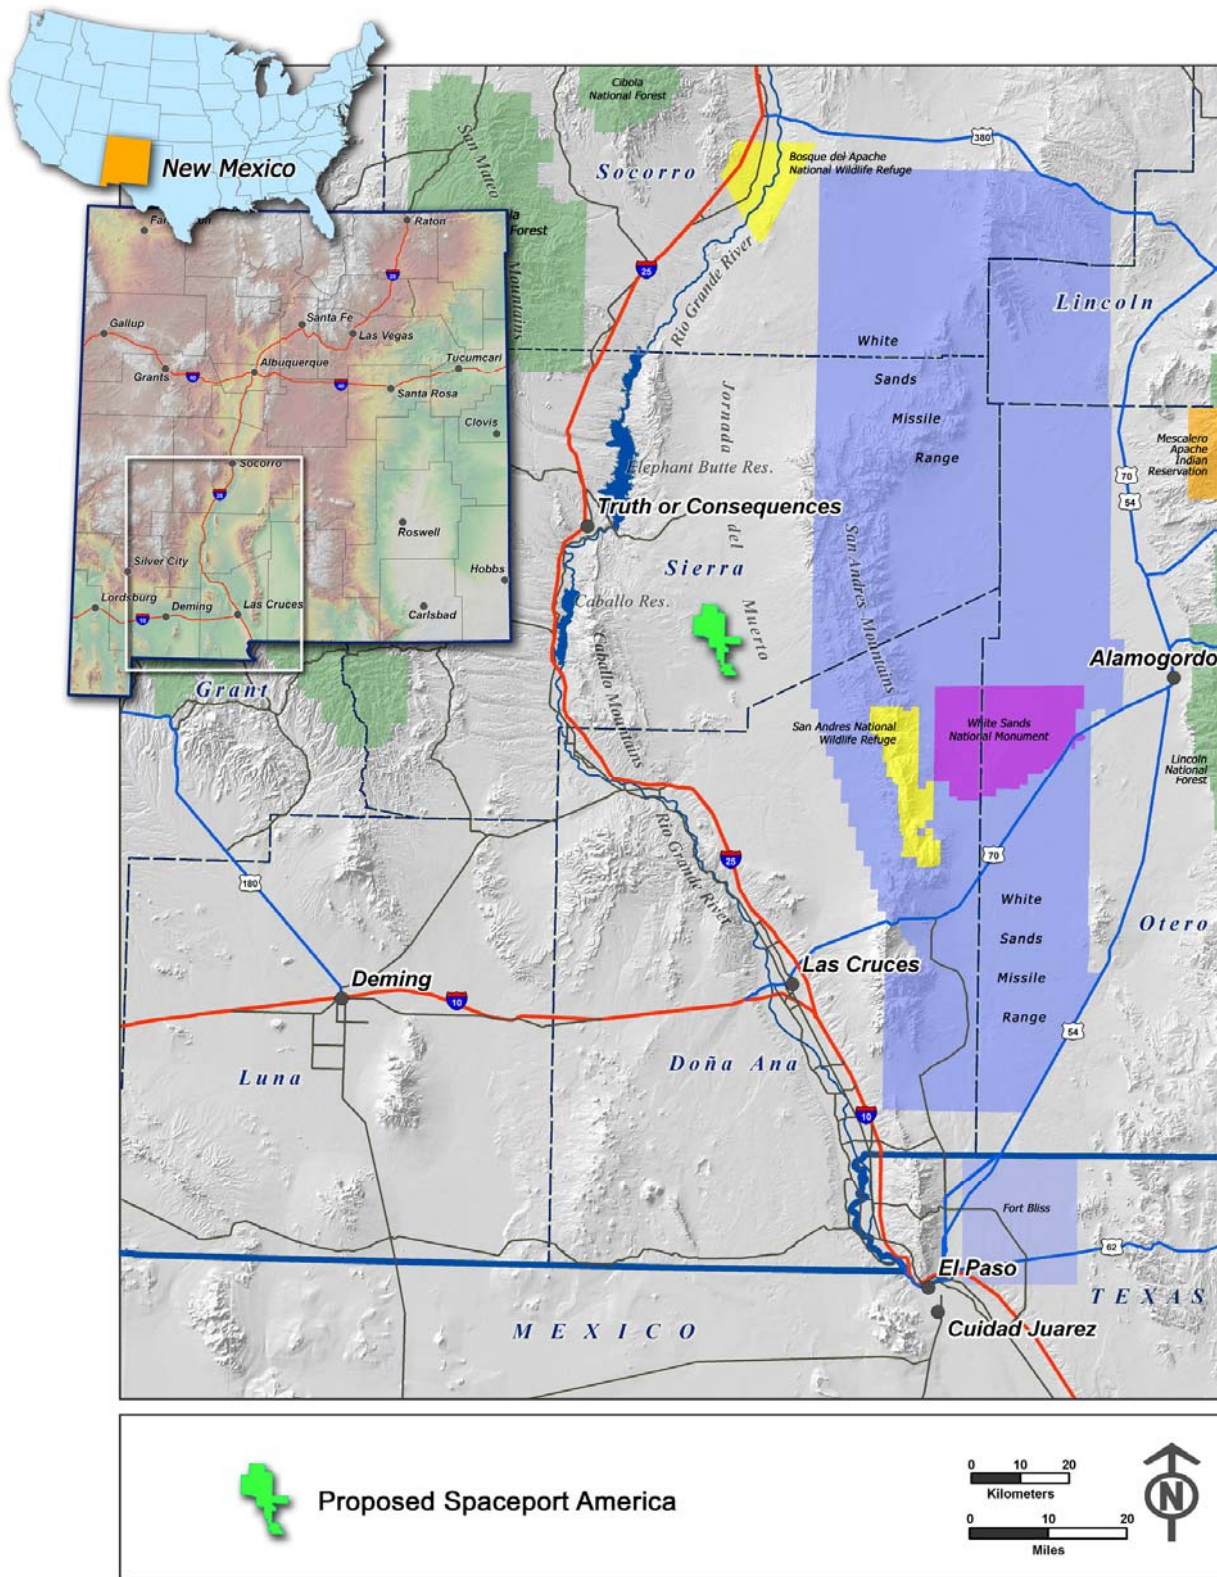 New Mexico
Raton
25
Santa Fe
Gallup
Las Vegas
Albuquerque
Tucumcari
Grants
40
40
Santa Rosa
Clovis
Socorro
25
Roswell
Silver City
Hobbs
Lordsburg
Deming
Las Cruces
10
Carlsbad
Cibola
National Forest
San Mateo
Mountains
Forest
Socorro
Bosque del Apache
National Wildlife Refuge
380
25
Rio Grande River
Lincoln
White
Sands
Missile
Range
Jornada
del
Muerto
Mescalero
Apache
Indian
Reservation
Elephant Butte Res.
70
54
Truth or Consequences
Sierra
San Andres Mountains
Caballo Res.
Caballo Mountains
Alamogordo
Grant
San Andres National
Wildlife Refuge
White Sands
National Monument
Lincoln
National
Forest
Rio Grande River
25
70
180
White
Sands
Missile
Range
Otero
Deming
Las Cruces
10
54
Luna
Doña Ana
10
Fort Bliss
62
El Paso
TEXAS
MEXICO
Cuidad Juarez
Proposed Spaceport America
0 10 20
Kilometers
0 10 20
Miles
N